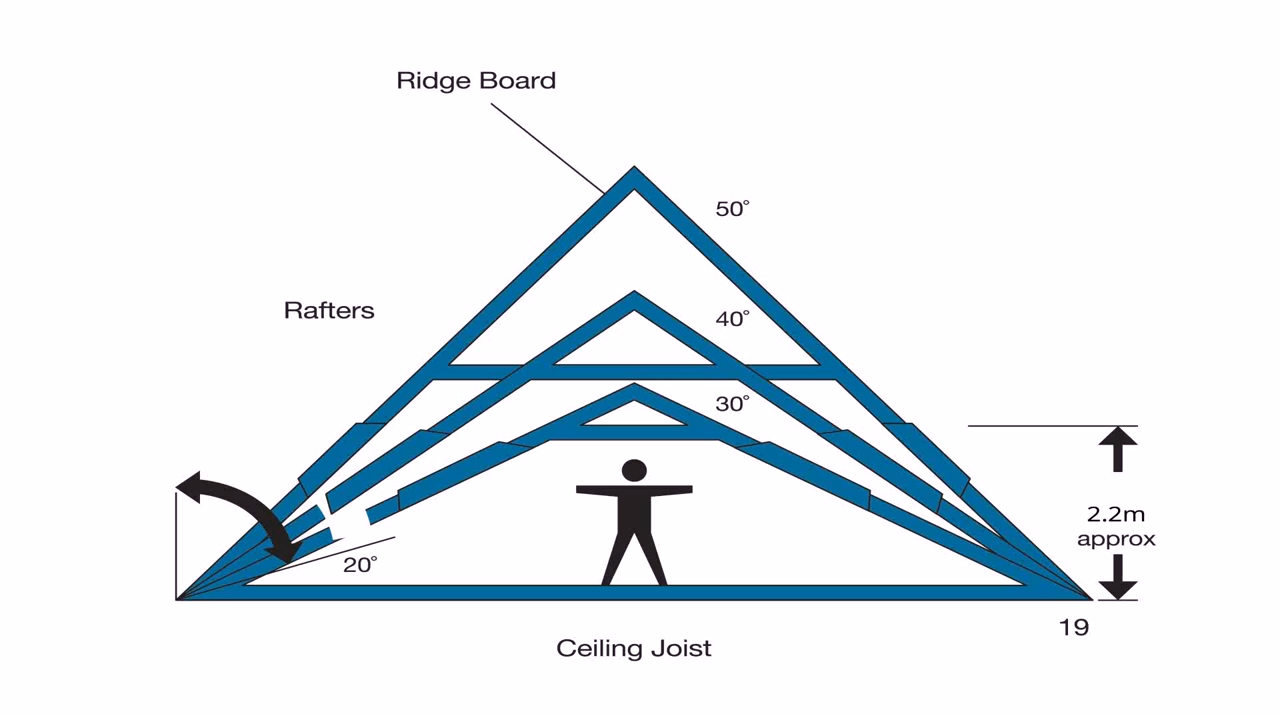 Ridge Board
50°
Rafters
40°
30°
2.2m
approx
20°
19
Ceiling Joist